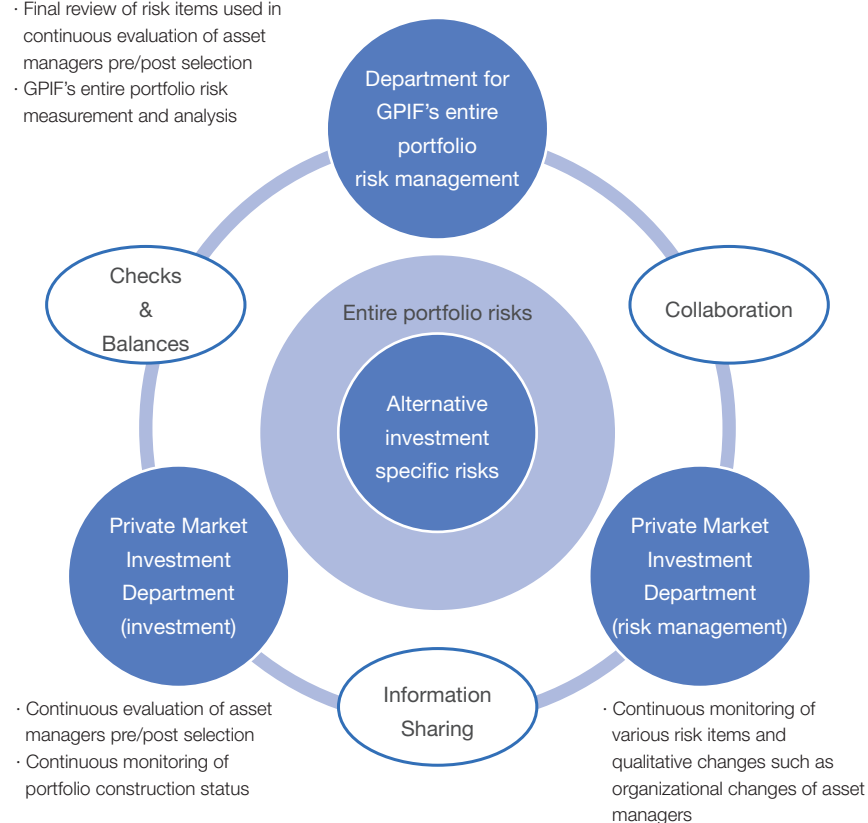 · Final review of risk items used in
continuous evaluation of asset
managers pre/post selection
· GPIF's entire portfolio risk
measurement and analysis
Department for
GPIF's entire
portfolio
risk management
Checks
&
Balances
Collaboration
Entire portfolio risks
Alternative
investment
specific risks
Private Market
Investment
Department
(investment)
Private Market
Investment
Department
(risk management)
Information
Sharing
· Continuous evaluation of asset
managers pre/post selection
· Continuous monitoring of
portfolio construction status
· Continuous monitoring of
various risk items and
qualitative changes such as
organizational changes of asset
managers